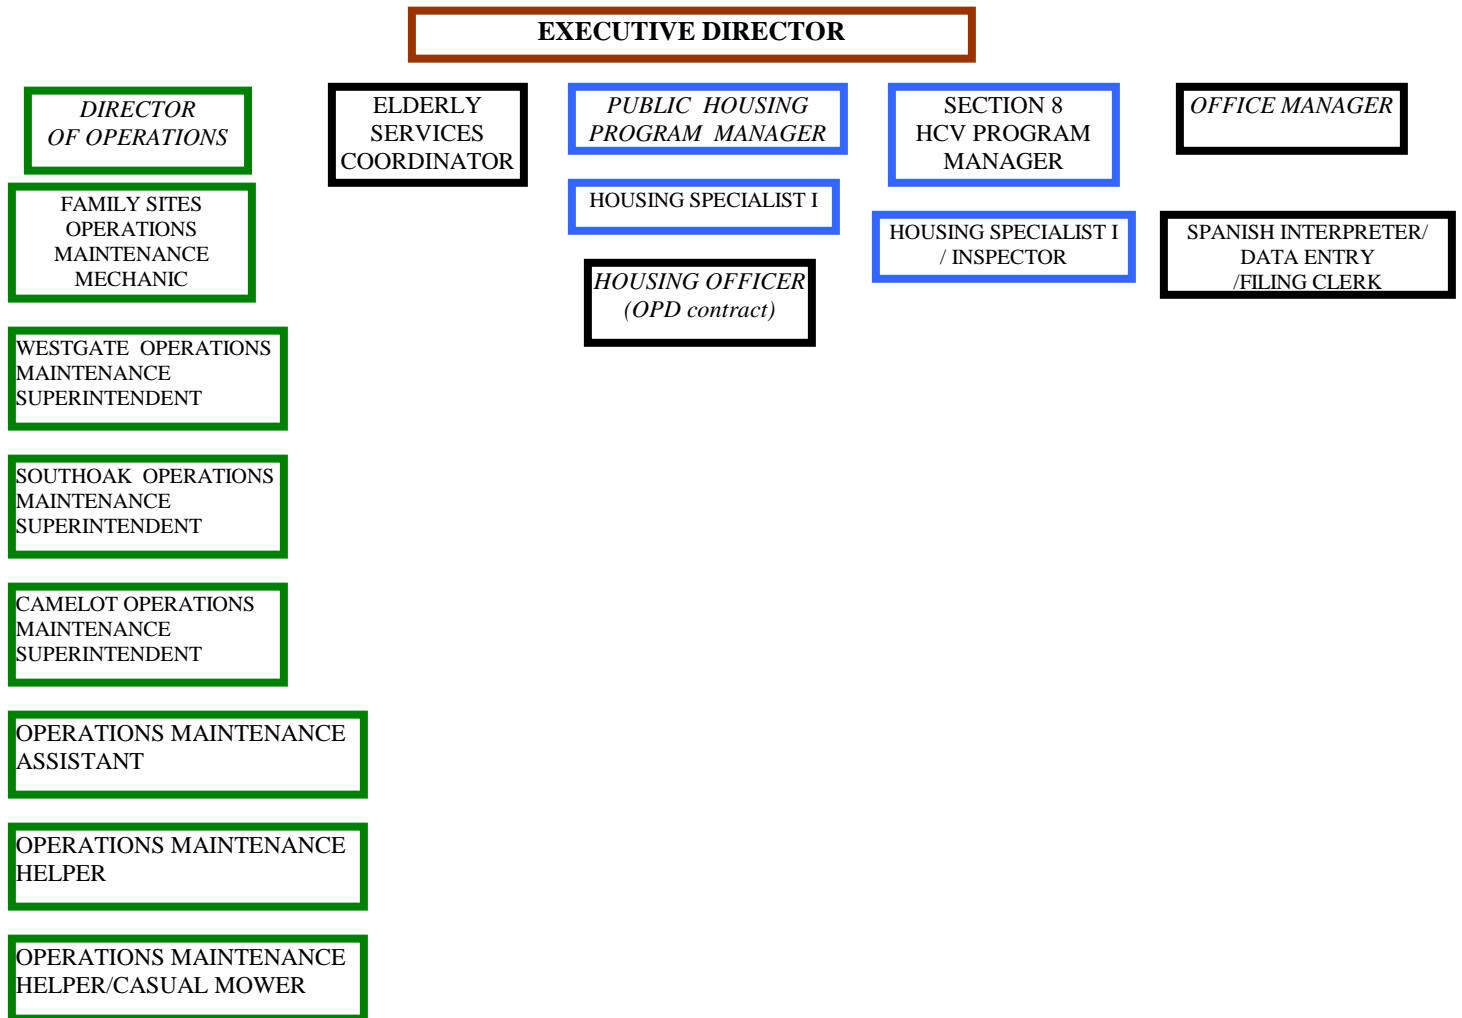 EXECUTIVE DIRECTOR
DIRECTOR
OF OPERATIONS
ELDERLY
SERVICES
COORDINATOR
PUBLIC HOUSING
PROGRAM MANAGER
SECTION 8
HCV PROGRAM
MANAGER
OFFICE MANAGER
FAMILY SITES
OPERATIONS
MAINTENANCE
MECHANIC
HOUSING SPECIALIST I
HOUSING SPECIALIST I
/ INSPECTOR
SPANISH INTERPRETER/
DATA ENTRY
/FILING CLERK
HOUSING OFFICER
(OPD contract)
WESTGATE OPERATIONS
MAINTENANCE
SUPERINTENDENT
SOUTHOAK OPERATIONS
MAINTENANCE
SUPERINTENDENT
CAMELOT OPERATIONS
MAINTENANCE
SUPERINTENDENT
OPERATIONS MAINTENANCE
ASSISTANT
OPERATIONS MAINTENANCE
HELPER
OPERATIONS MAINTENANCE
HELPER/CASUAL MOWER